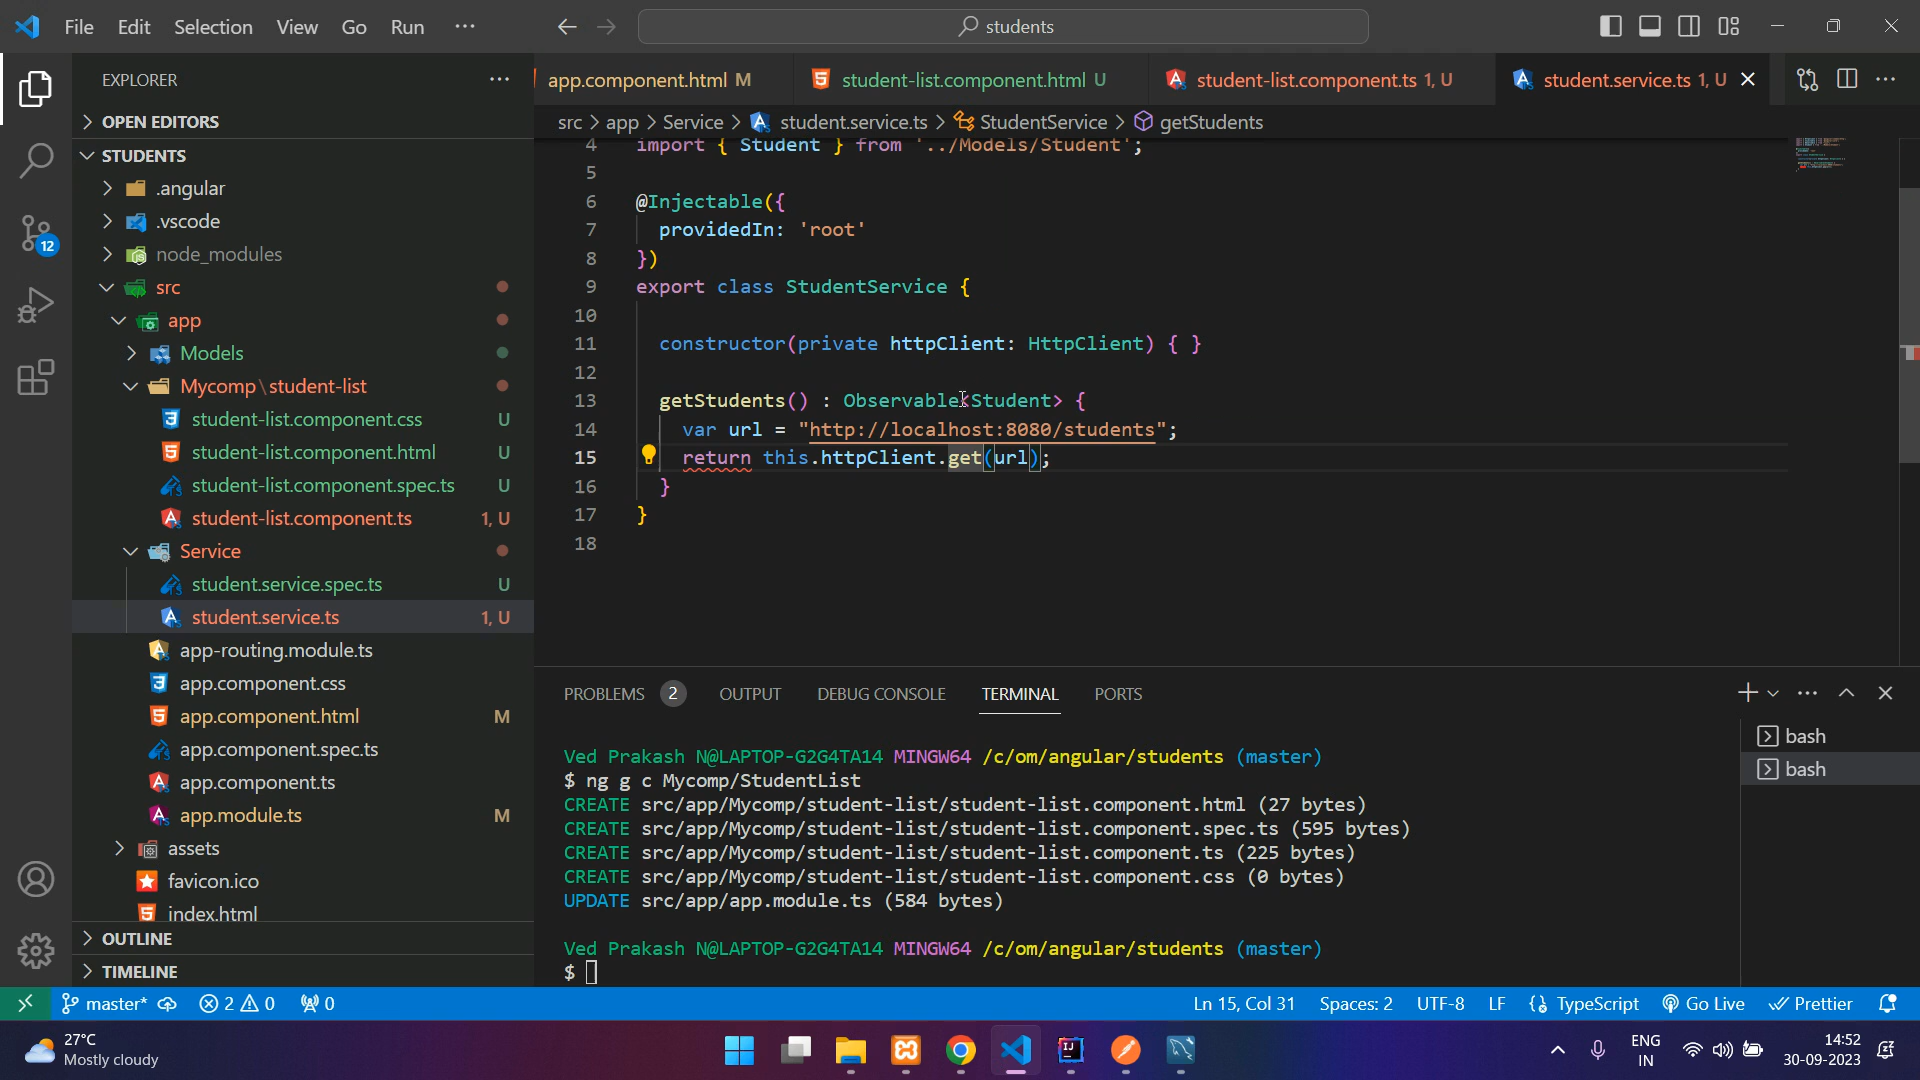 File Edit Selection View Go Run ···
students
EXPLORER
OPEN EDITORS
STUDENTS
.angular
.vscode
node_modules
src
app
Models
Mycomp\student-list
student-list.component.css U
student-list.component.html U
student-list.component.spec.ts U
student-list.component.ts 1, U
Service
student.service.spec.ts U
student.service.ts 1, U
app-routing.module.ts
app.component.css
app.component.html M
app.component.spec.ts
app.component.ts
app.module.ts M
assets
favicon.ico
index.html
OUTLINE
TIMELINE
12
app.component.html M student-list.component.html U student-list.component.ts 1, U student.service.ts 1, U
src > app > Service > student.service.ts > StudentService > getStudents
4 import { Student } from '../Models/Student';
5
6 @Injectable({
7 providedIn: 'root'
8 })
9 export class StudentService {
10
11 constructor(private httpClient: HttpClient) { }
12
13 getStudents() : Observable<Student> {
14 var url = "http://localhost:8080/students";
15 return this.httpClient.get(url);
16 }
17 }
18
PROBLEMS 2 OUTPUT DEBUG CONSOLE TERMINAL PORTS
Ved Prakash N@LAPTOP-G2G4TA14 MINGW64 /c/om/angular/students (master)
$ ng g c Mycomp/StudentList
CREATE src/app/Mycomp/student-list/student-list.component.html (27 bytes)
CREATE src/app/Mycomp/student-list/student-list.component.spec.ts (595 bytes)
CREATE src/app/Mycomp/student-list/student-list.component.ts (225 bytes)
CREATE src/app/Mycomp/student-list/student-list.component.css (0 bytes)
UPDATE src/app/app.module.ts (584 bytes)
Ved Prakash N@LAPTOP-G2G4TA14 MINGW64 /c/om/angular/students (master)
$
bash
bash
master* 2 0 0 Ln 15, Col 31 Spaces: 2 UTF-8 LF TypeScript Go Live Prettier
27°C
Mostly cloudy
ENG
IN
14:52
30-09-2023